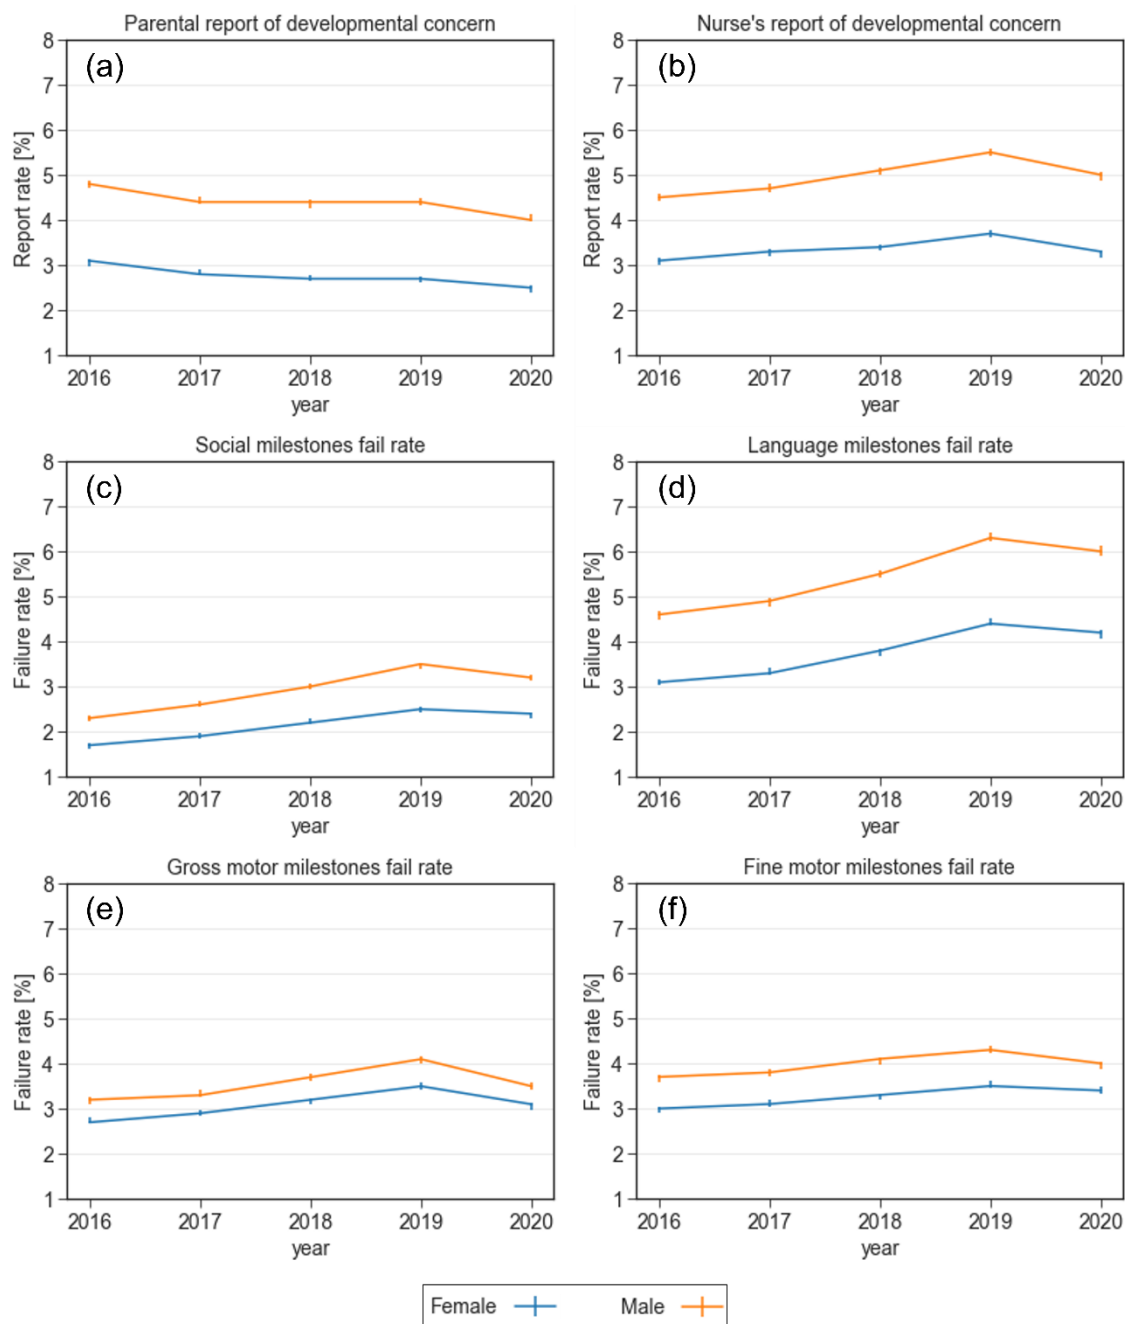 Parental report of developmental concern
(a)
8
7
6
5
4
3
2
1
Report rate [%]
2016 2017 2018 2019 2020
year
Nurse's report of developmental concern
(b)
8
7
6
5
4
3
2
1
Report rate [%]
2016 2017 2018 2019 2020
year
Social milestones fail rate
(c)
8
7
6
5
4
3
2
1
Failure rate [%]
2016 2017 2018 2019 2020
year
Language milestones fail rate
(d)
8
7
6
5
4
3
2
1
Failure rate [%]
2016 2017 2018 2019 2020
year
Gross motor milestones fail rate
(e)
8
7
6
5
4
3
2
1
Failure rate [%]
2016 2017 2018 2019 2020
year
Fine motor milestones fail rate
(f)
8
7
6
5
4
3
2
1
Failure rate [%]
2016 2017 2018 2019 2020
year
Female Male